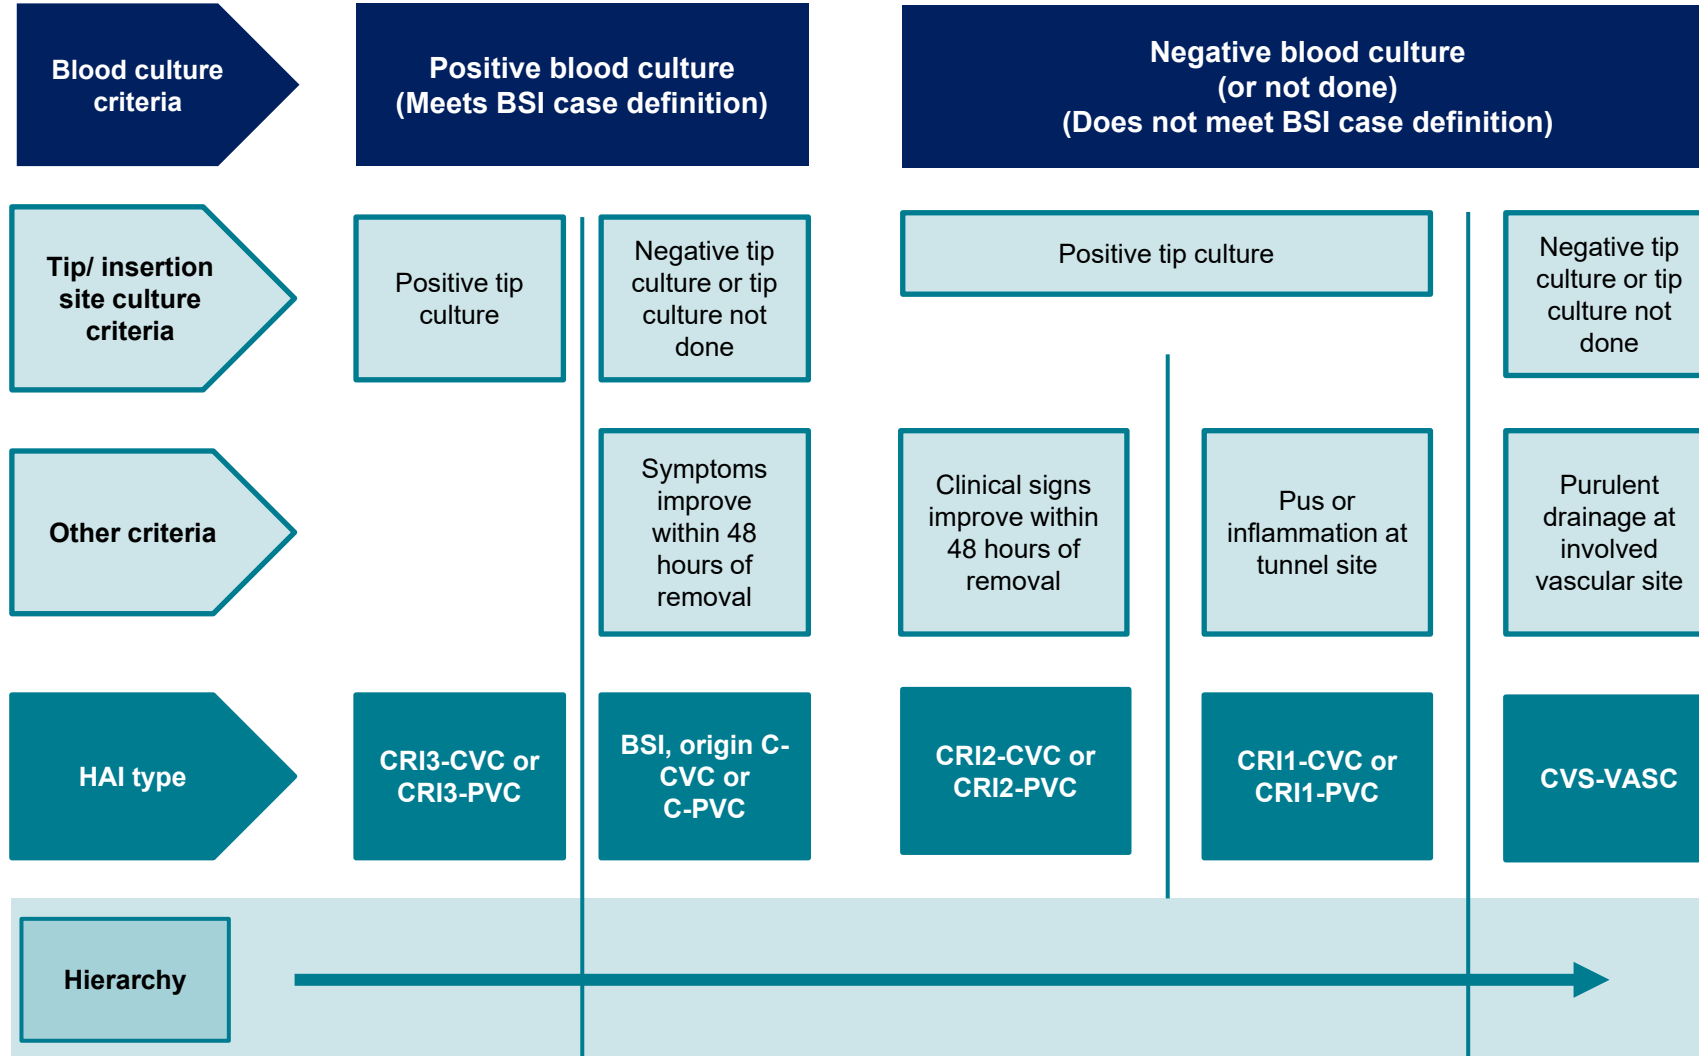 Blood culture
criteria
Positive blood culture
(Meets BSI case definition)
Negative blood culture
(or not done)
(Does not meet BSI case definition)
Tip/ insertion
site culture
criteria
Positive tip
culture
Negative tip
culture or tip
culture not
done
Positive tip culture
Negative tip
culture or tip
culture not
done
Other criteria
Symptoms
improve
within 48
hours of
removal
Clinical signs
improve within
48 hours of
removal
Pus or
inflammation at
tunnel site
Purulent
drainage at
involved
vascular site
HAI type
CRI3-CVC or
CRI3-PVC
BSI, origin C-
CVC or
C-PVC
CRI2-CVC or
CRI2-PVC
CRI1-CVC or
CRI1-PVC
CVS-VASC
Hierarchy